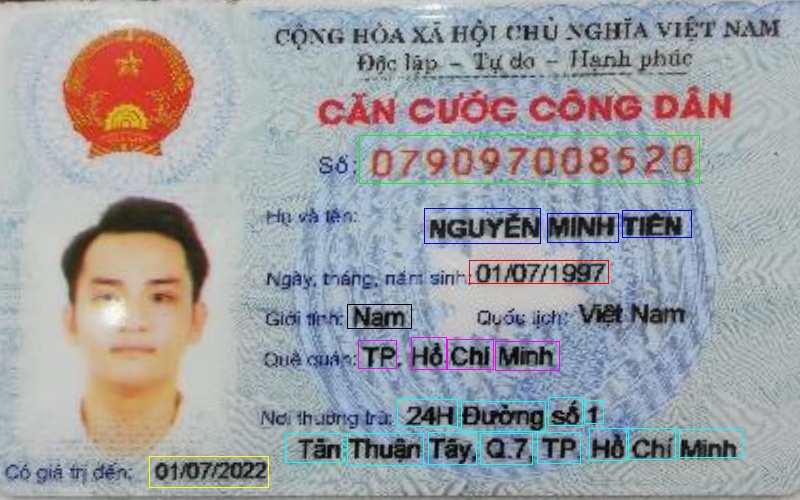 CỘNG HÒA XÃ HỘI CHỦ NGHĨA VIỆT NAM
Độc lập – Tự do – Hạnh phúc
CĂN CƯỚC CÔNG DÂN
Số: 079097008520
Họ và tên: NGUYỄN MINH TIẾN
Ngày, tháng, năm sinh: 01/07/1997
Giới tính: Nam Quốc tịch: Việt Nam
Quê quán: TP. Hồ Chí Minh
Nơi thường trú: 24H Đường số 1
Tân Thuận Tây, Q.7, TP. Hồ Chí Minh
Có giá trị đến: 01/07/2022